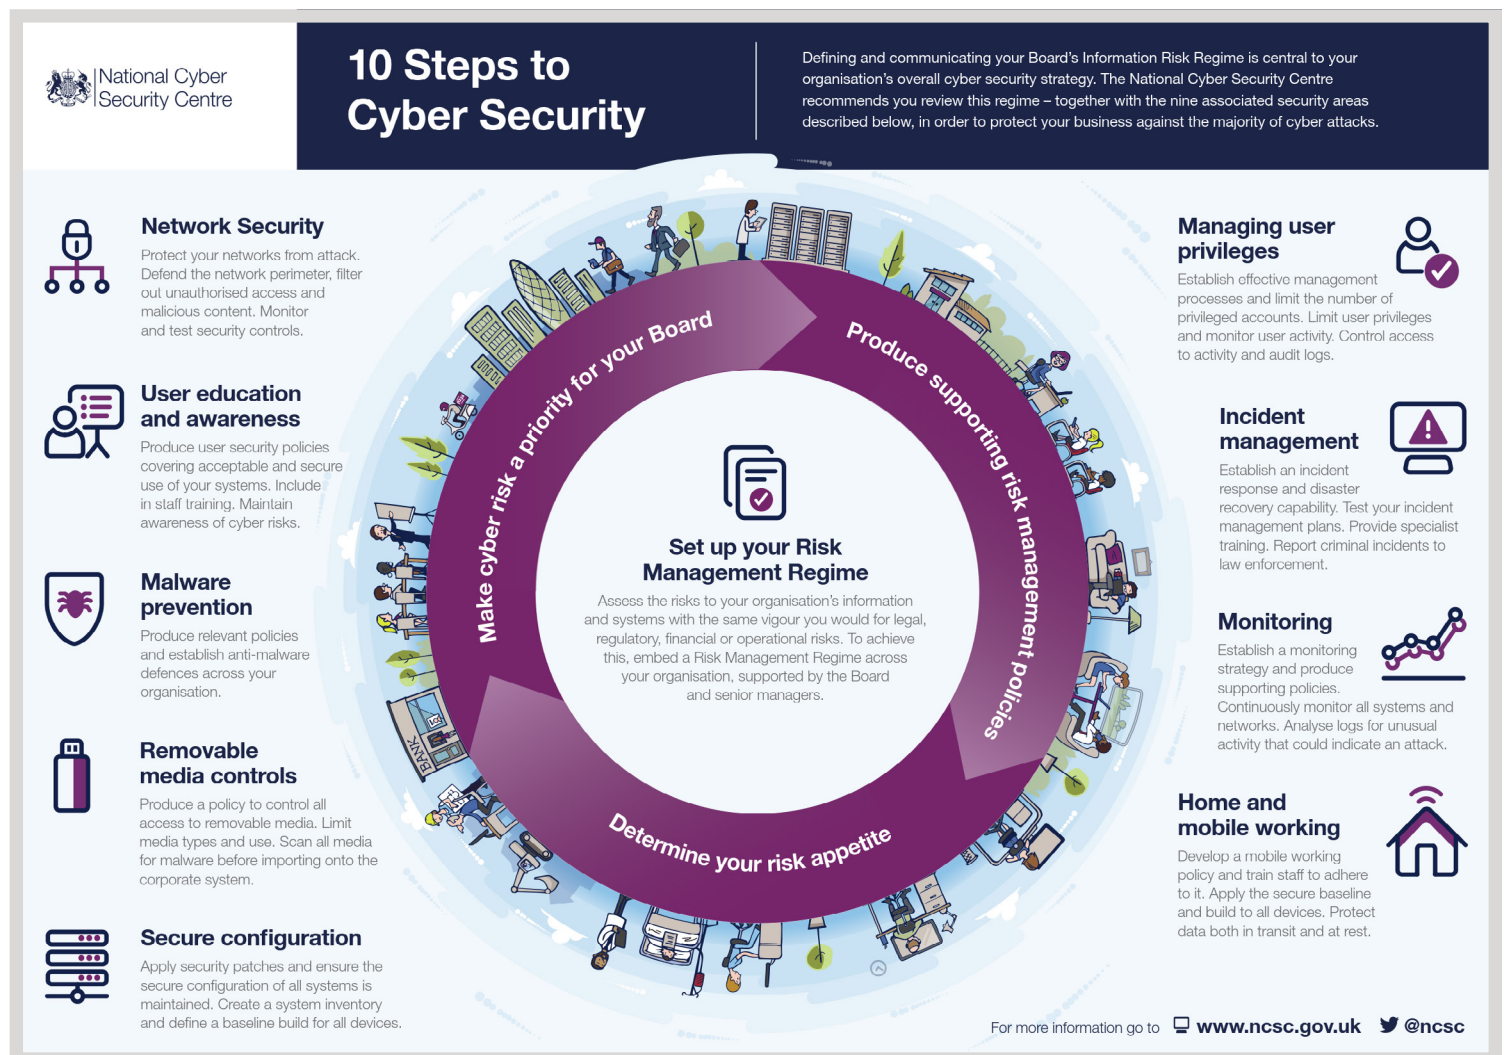 National Cyber
Security Centre
10 Steps to
Cyber Security
Defining and communicating your Board's Information Risk Regime is central to your
organisation's overall cyber security strategy. The National Cyber Security Centre
recommends you review this regime – together with the nine associated security areas
described below, in order to protect your business against the majority of cyber attacks.
Network Security
Protect your networks from attack.
Defend the network perimeter, filter
out unauthorised access and
malicious content. Monitor
and test security controls.
User education
and awareness
Produce user security policies
covering acceptable and secure
use of your systems. Include
in staff training. Maintain
awareness of cyber risks.
Malware
prevention
Produce relevant policies
and establish anti-malware
defences across your
organisation.
Removable
media controls
Produce a policy to control all
access to removable media. Limit
media types and use. Scan all media
for malware before importing onto the
corporate system.
Secure configuration
Apply security patches and ensure the
secure configuration of all systems is
maintained. Create a system inventory
and define a baseline build for all devices.
Make cyber risk a priority for your Board
Produce supporting risk management policies
Determine your risk appetite
BANK
Set up your Risk
Management Regime
Assess the risks to your organisation's information
and systems with the same vigour you would for legal,
regulatory, financial or operational risks. To achieve
this, embed a Risk Management Regime across
your organisation, supported by the Board
and senior managers.
Managing user
privileges
Establish effective management
processes and limit the number of
privileged accounts. Limit user privileges
and monitor user activity. Control access
to activity and audit logs.
Incident
management
Establish an incident
response and disaster
recovery capability. Test your incident
management plans. Provide specialist
training. Report criminal incidents to
law enforcement.
Monitoring
Establish a monitoring
strategy and produce
supporting policies.
Continuously monitor all systems and
networks. Analyse logs for unusual
activity that could indicate an attack.
Home and
mobile working
Develop a mobile working
policy and train staff to adhere
to it. Apply the secure baseline
and build to all devices. Protect
data both in transit and at rest.
For more information go to www.ncsc.gov.uk @ncsc